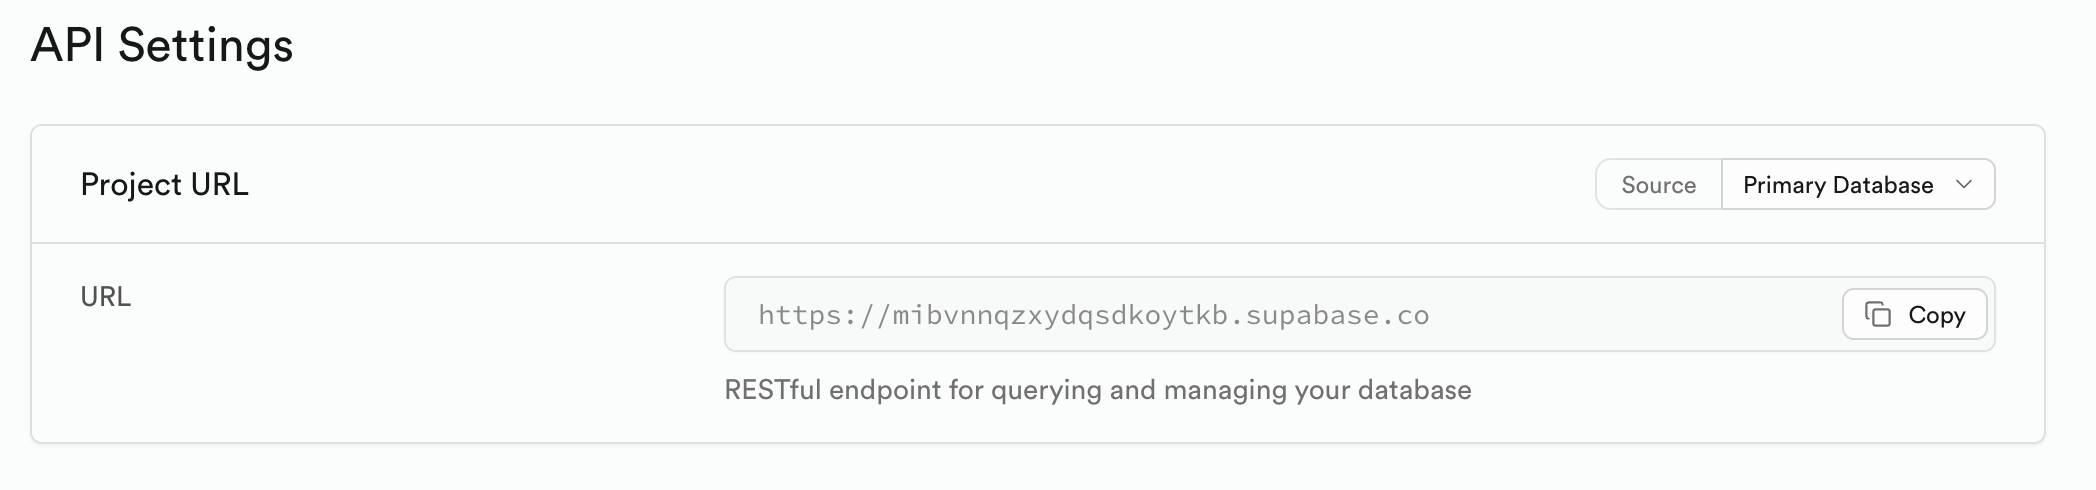 API Settings
Project URL
Source
Primary Database
URL
https://mibvnnqzxydqsdkoytkb.supabase.co
Copy
RESTful endpoint for querying and managing your database